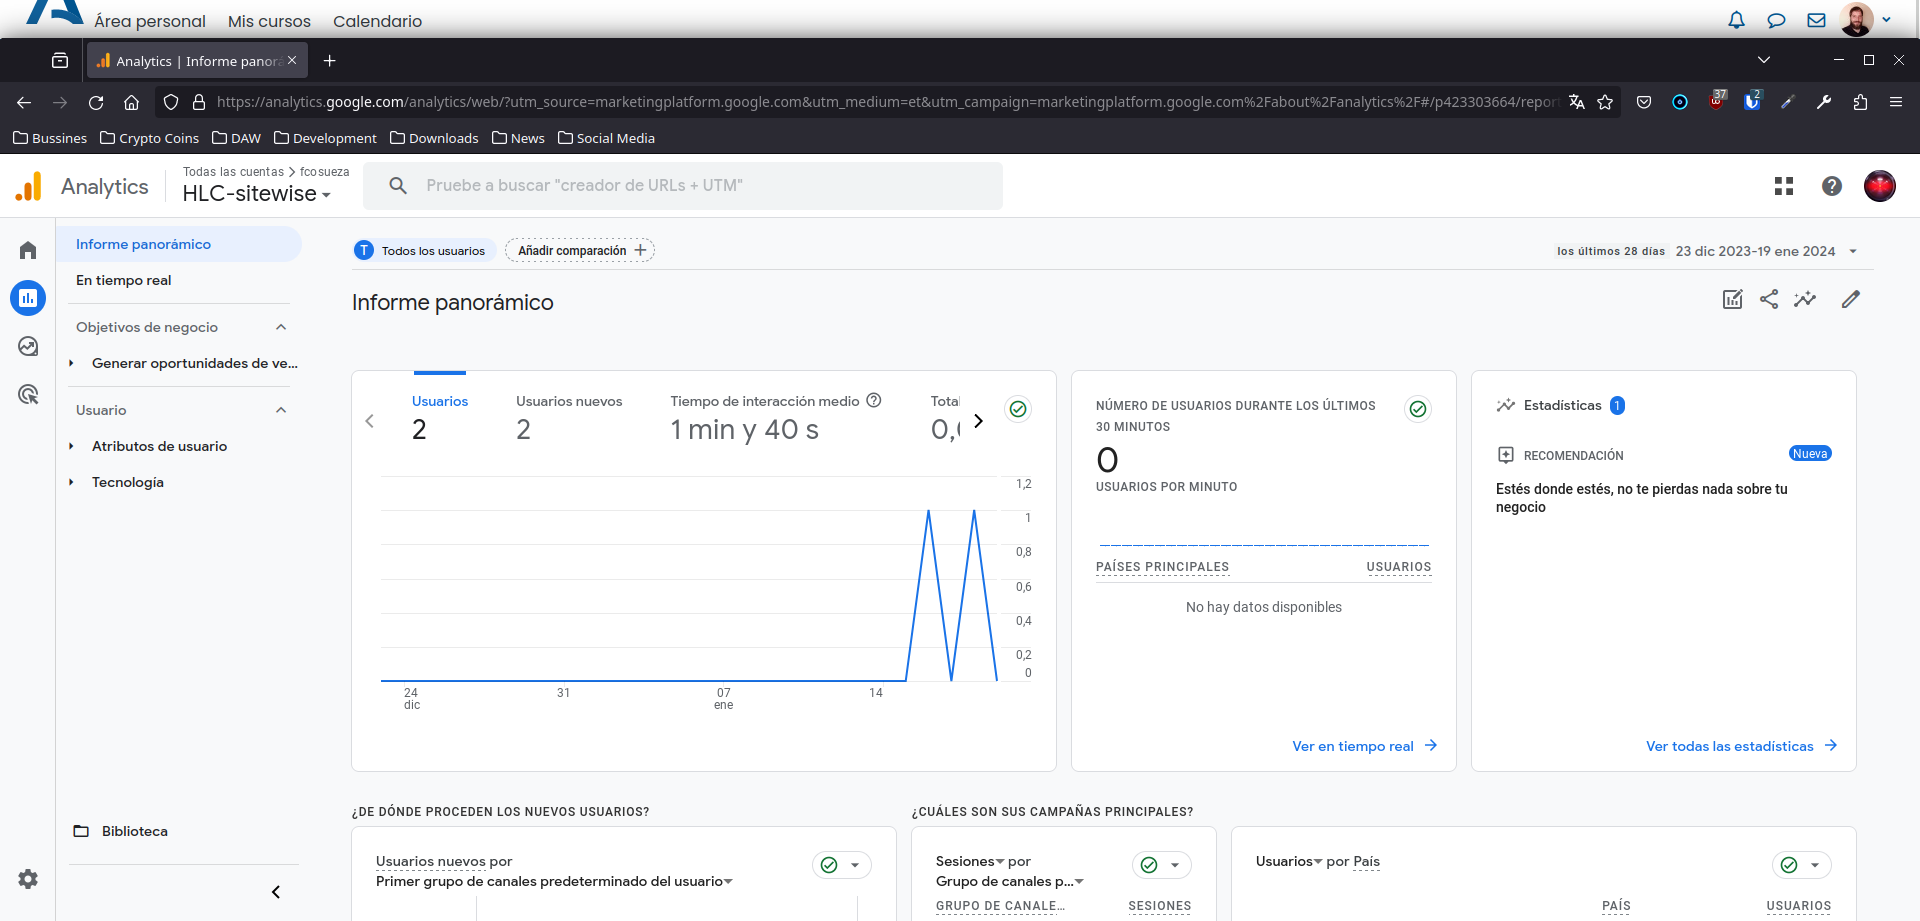 Área personal Mis cursos Calendario
Analytics | Informe panorá
https://analytics.google.com/analytics/web/?utm_source=marketingplatform.google.com&utm_medium=et&utm_campaign=marketingplatform.google.com%2Fabout%2Fanalytics%2F#/p423303664/repor
37
2
Bussines Crypto Coins DAW Development Downloads News Social Media
Analytics
Todas las cuentas > fcosueza
HLC-sitewise
Pruebe a buscar "creador de URLs + UTM"
Informe panorámico
En tiempo real
Objetivos de negocio
Generar oportunidades de ve...
Usuario
Atributos de usuario
Tecnología
Biblioteca
T Todos los usuarios
Añadir comparación +
los últimos 28 días 23 dic 2023-19 ene 2024
Informe panorámico
Usuarios
2
Usuarios nuevos
2
Tiempo de interacción medio
1 min y 40 s
Total
0,
1,2
1
0,8
0,6
0,4
0,2
0
24 dic
31
07 ene
14
NÚMERO DE USUARIOS DURANTE LOS ÚLTIMOS
30 MINUTOS
0
USUARIOS POR MINUTO
PAÍSES PRINCIPALES USUARIOS
No hay datos disponibles
Ver en tiempo real
Estadísticas 1
RECOMENDACIÓN Nueva
Estés donde estés, no te pierdas nada sobre tu
negocio
Ver todas las estadísticas
¿DE DÓNDE PROCEDEN LOS NUEVOS USUARIOS?
Usuarios nuevos por
Primer grupo de canales predeterminado del usuario
¿CUÁLES SON SUS CAMPAÑAS PRINCIPALES?
Sesiones por
Grupo de canales p...
GRUPO DE CANALE... SESIONES
Usuarios por País
PAÍS USUARIOS